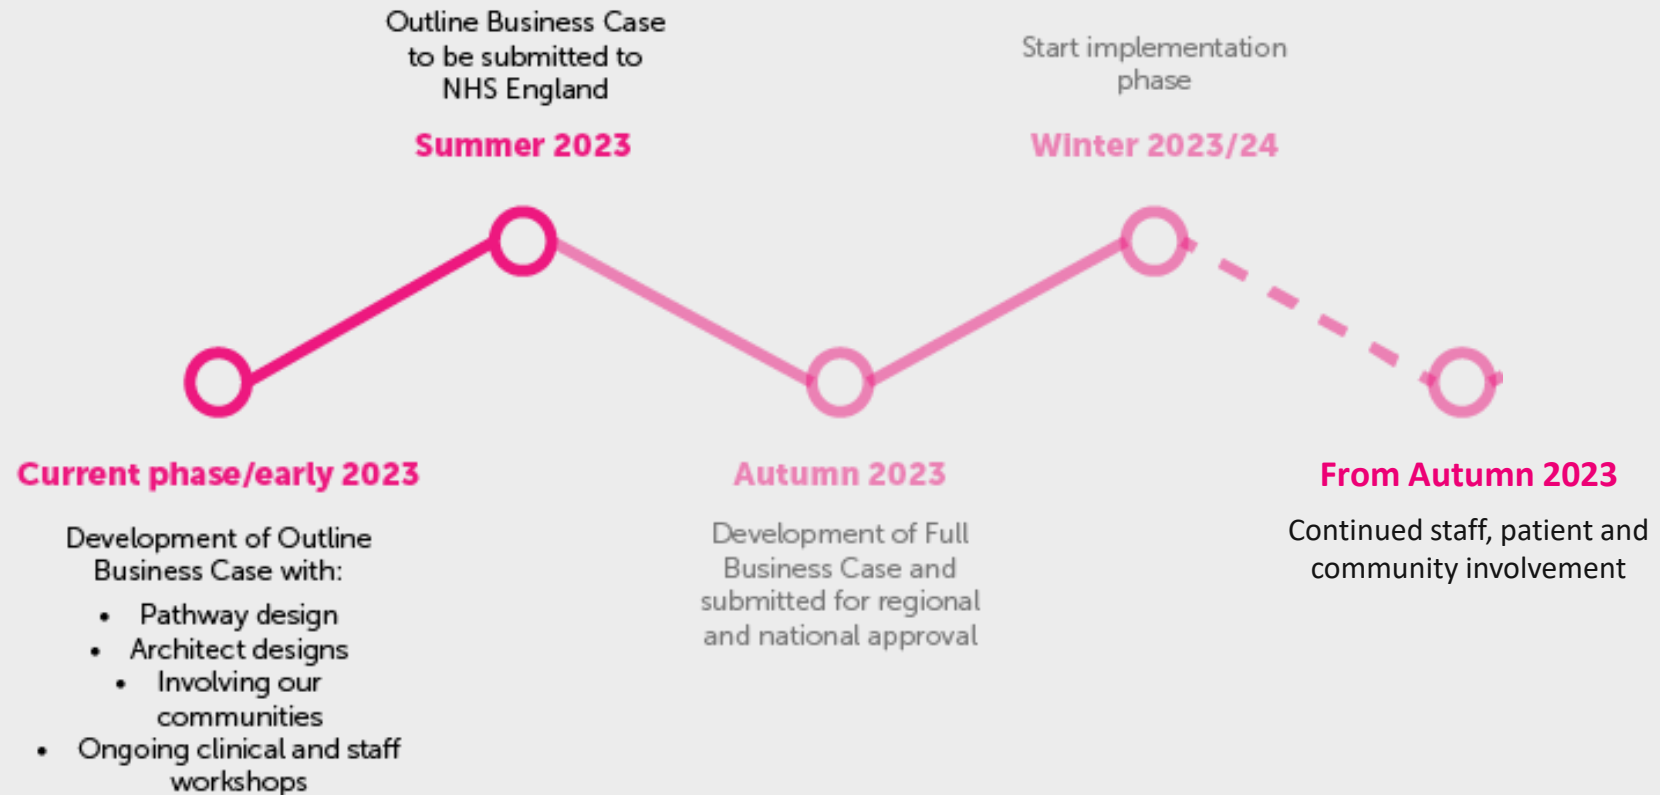 Outline Business Case
to be submitted to
NHS England
Summer 2023
Start implementation
phase
Winter 2023/24
Current phase/early 2023
Development of Outline
Business Case with:
• Pathway design
• Architect designs
• Involving our
communities
• Ongoing clinical and staff
workshops
Autumn 2023
Development of Full
Business Case and
submitted for regional
and national approval
From Autumn 2023
Continued staff, patient and
community involvement